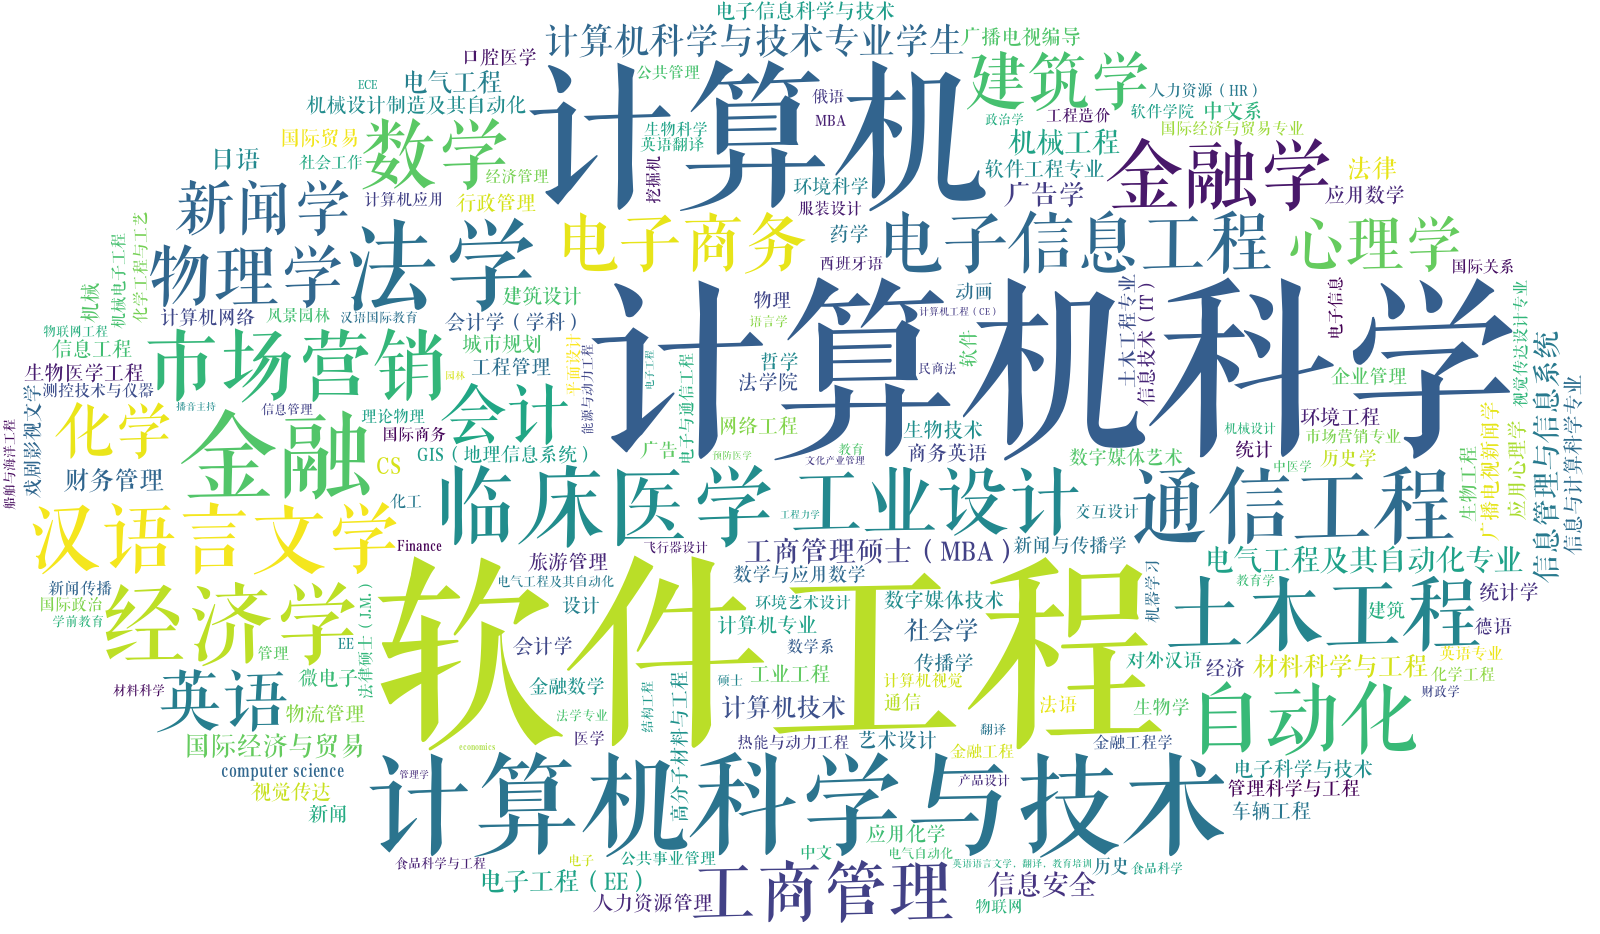 电子信息科学与技术
计算机科学与技术专业学生
广播电视编导
口腔医学
公共管理
建筑学
ECE
电气工程
计算机
俄语
人力资源（HR）
机械设计制造及其自动化
MBA
政治学
工程造价
软件学院
中文系
国际贸易
数学
生物科学
英语翻译
机械工程
国际经济与贸易专业
日语
社会工作
经济管理
挖掘机
环境科学
软件工程专业
金融学
法律
新闻学
计算机应用
行政管理
服装设计
广告学
应用数学
化学工程与工艺
机械电子工程
物理学
法学
电子商务
药学
电子信息工程
心理学
西班牙语
国际关系
机械
建筑设计
物理
动画
土木工程专业
信息技术（IT）
电子信息
计算机网络
风景园林
汉语国际教育
会计学（学科）
语言学
计算机工程（CE）
计算机科学
物联网工程
信息工程
市场营销
城市规划
工程管理
平面设计
能源与动力工程
电子工程
电子与通信工程
哲学
法学院
软件
民商法
企业管理
视觉传达设计专业
信息管理与信息系统
信息与计算科学专业
生物医学工程
测控技术与仪器
园林
戏剧影视文学
船舶与海洋工程
播音主持
信息管理
理论物理
会计
化学
金融
国际商务
网络工程
生物技术
环境工程
机械设计
市场营销专业
统计
广播电视新闻学
应用心理学
生物工程
GIS（地理信息系统）
广告
预防医学
教育
文化产业管理
商务英语
数字媒体艺术
中医学
历史学
财务管理
CS
化工
临床医学
工业设计
工程力学
交互设计
通信工程
汉语言文学
Finance
旅游管理
飞行器设计
工商管理硕士（MBA）
新闻与传播学
电气工程及其自动化专业
新闻传播
国际政治
学前教育
经济学
法律硕士（JM）
EE
电气工程及其自动化
设计
数学与应用数学
环境艺术设计
数字媒体技术
机器学习
教育学
统计学
土木工程
建筑
德语
软件工程
会计学
计算机专业
数学系
社会学
管理
微电子
传播学
对外汉语
经济
材料科学与工程
英语专业
化学工程
材料科学
英语
金融数学
结构工程
高分子材料与工程
硕士
工业工程
计算机视觉
财政学
物流管理
法学专业
计算机技术
通信
法语
生物学
自动化
国际经济与贸易
economics
医学
热能与动力工程
艺术设计
翻译
金融工程
金融工程学
computer science
管理学
计算机科学与技术
产品设计
电子科学与技术
视觉传达
管理科学与工程
新闻
车辆工程
应用化学
食品科学与工程
电子
公共事业管理
中文
电气自动化
英语语言文学，翻译，教育培训
历史
食品科学
电子工程（EE）
工商管理
信息安全
人力资源管理
物联网